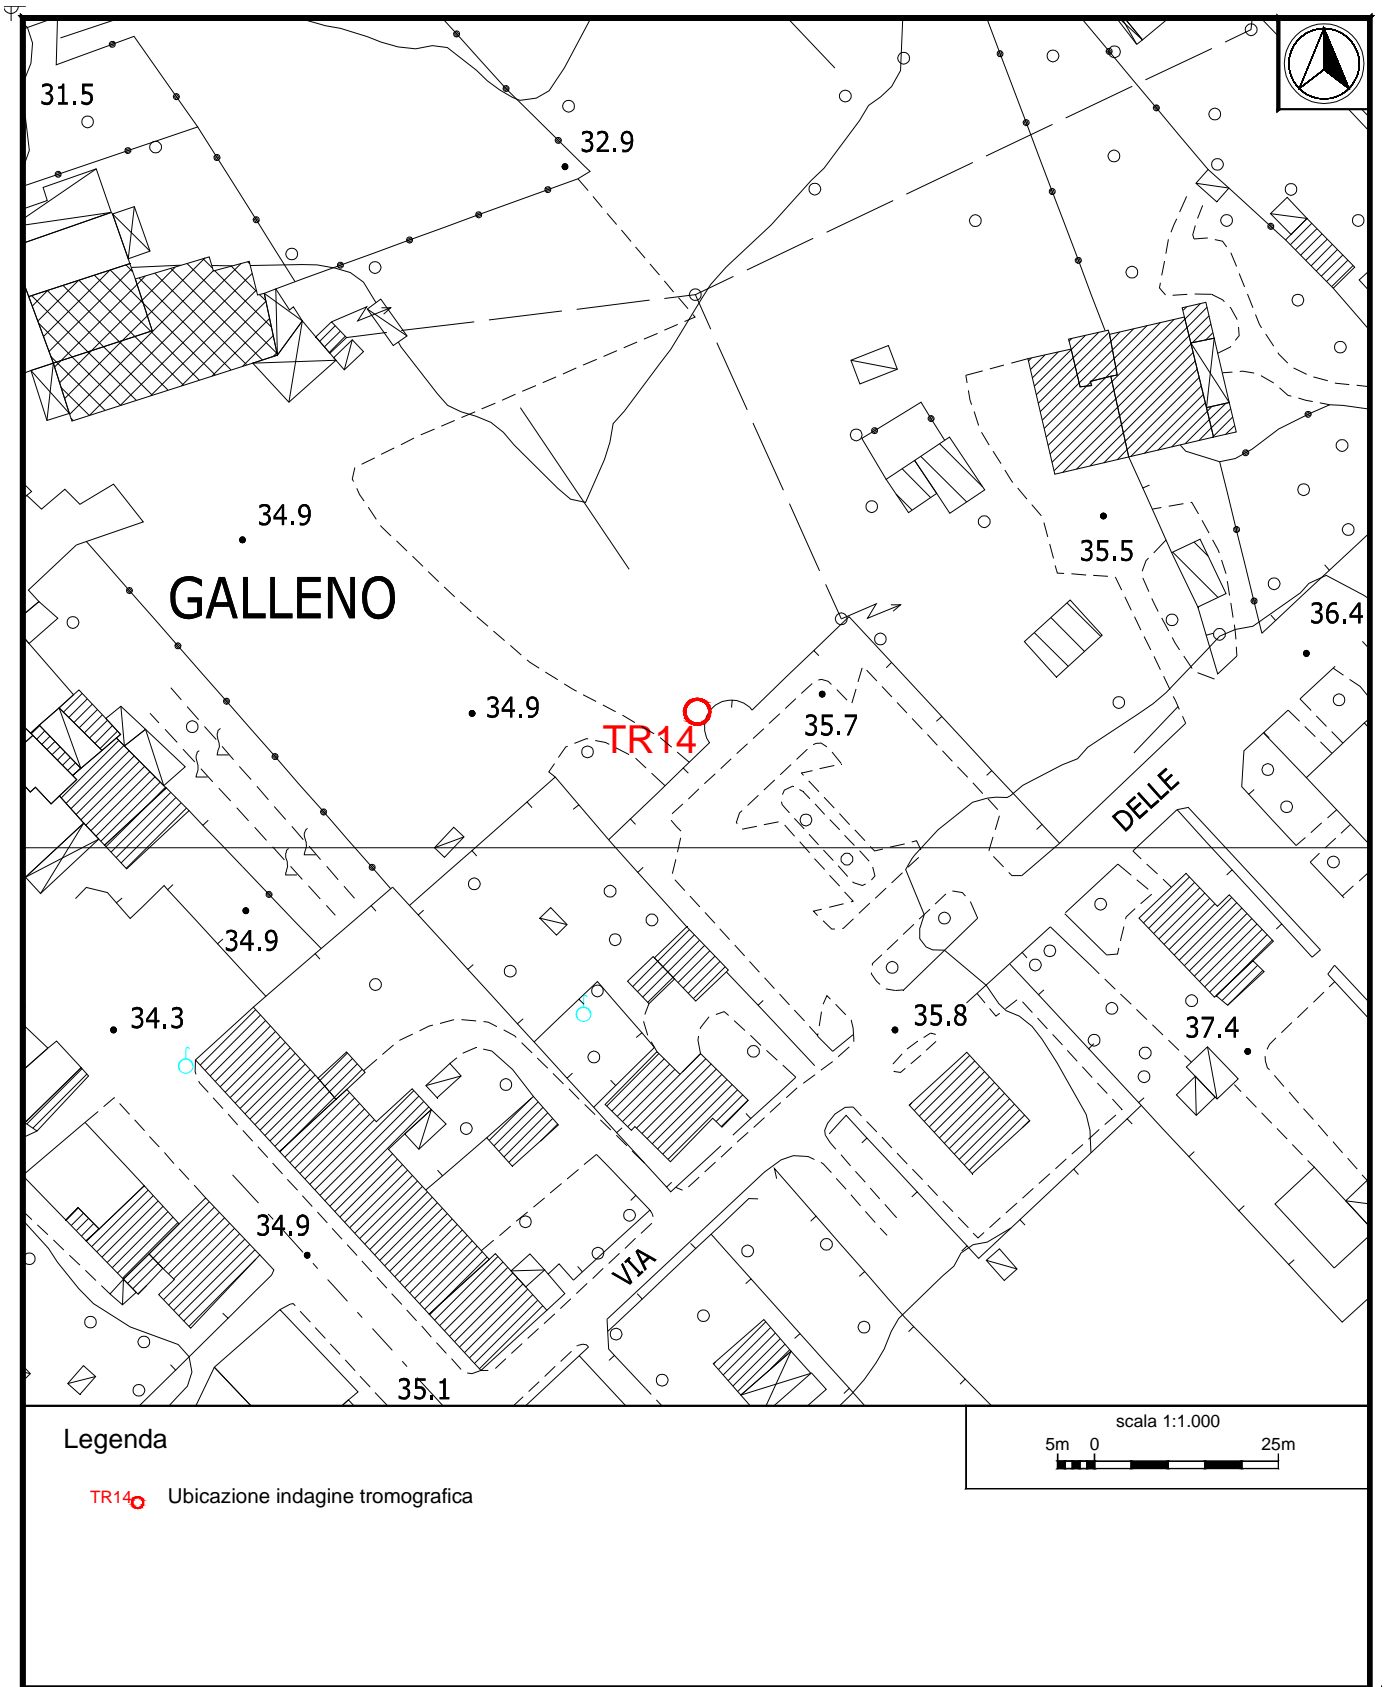 31.5
32.9
34.9
35.5
GALLENO
36.4
34.9
35.7
TR14
DELLE
34.9
34.3
35.8
37.4
34.9
VIA
35.1
Legenda
scala 1:1.000
5m 0 25m
TR14 Ubicazione indagine tromografica